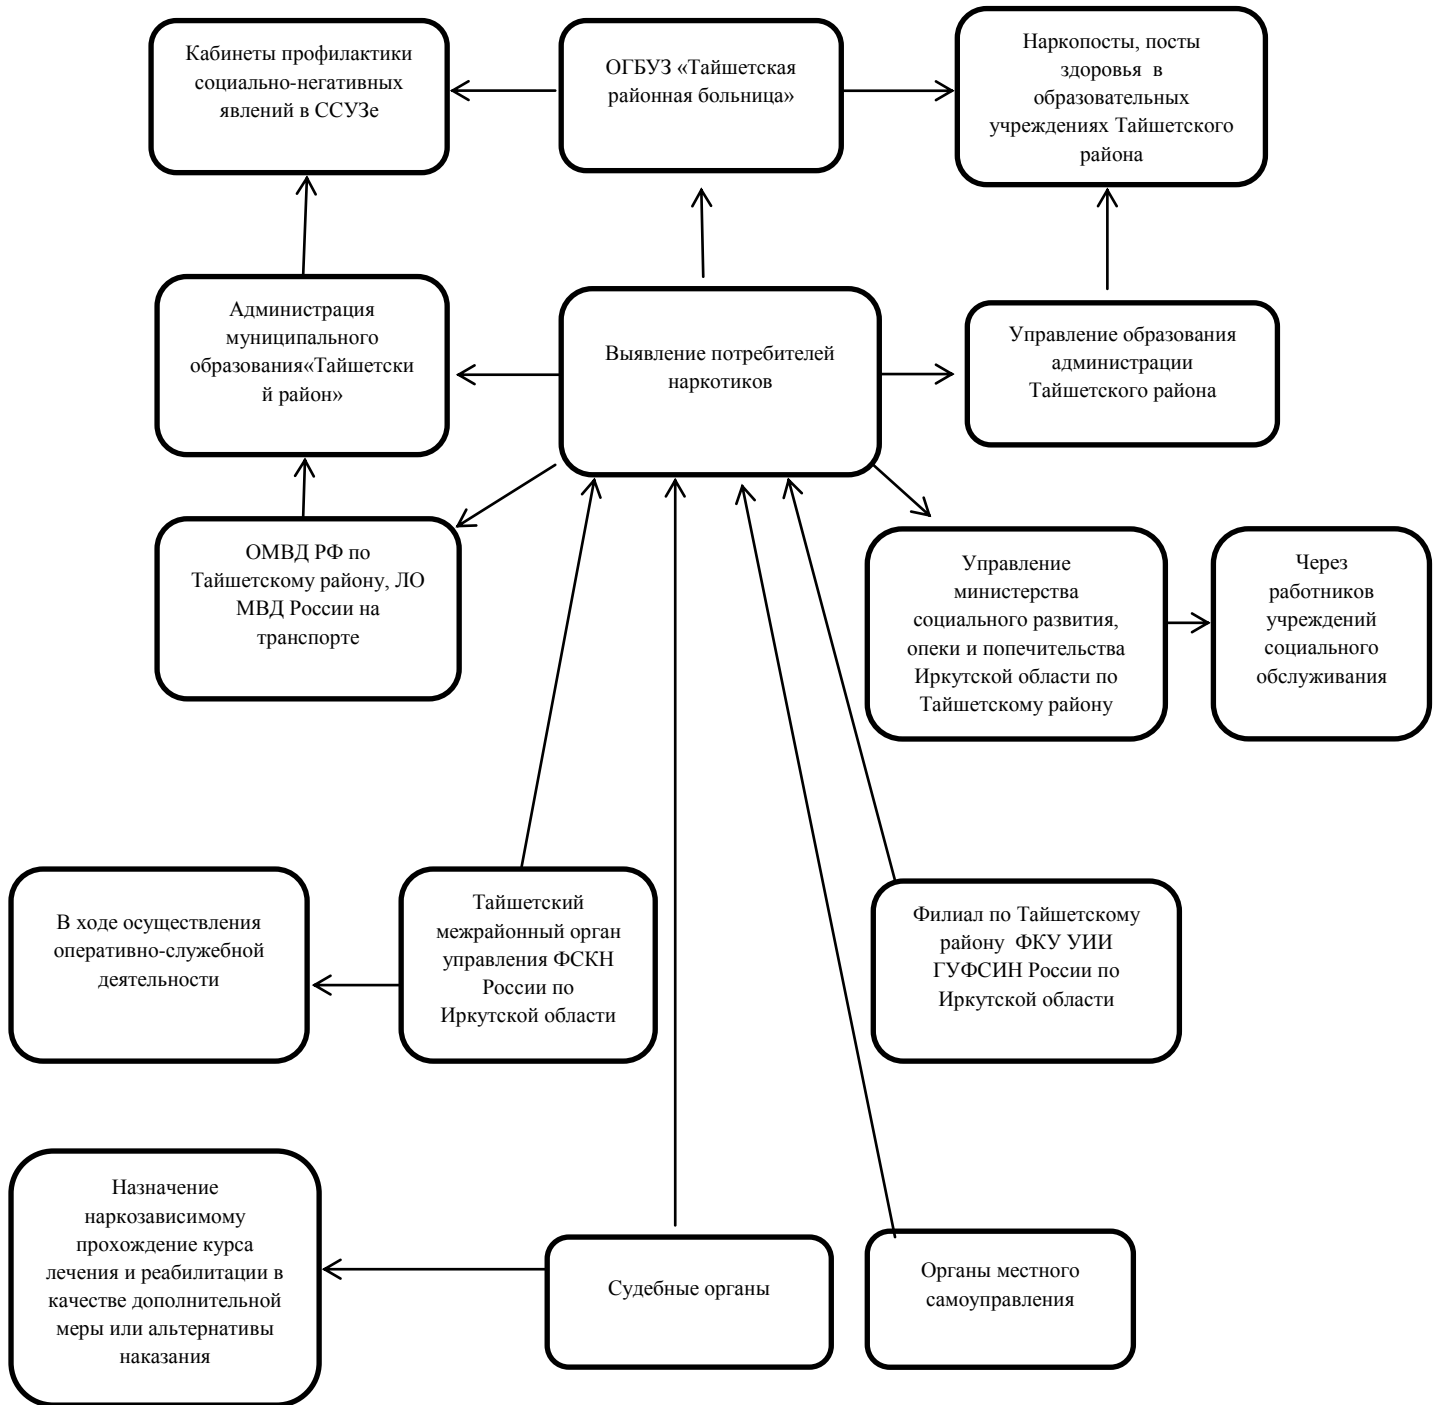 Кабинеты профилактики
социально-негативных
явлений в ССУЗе
ОГБУЗ «Тайшетская
районная больница»
Наркопосты, посты
здоровья в
образовательных
учреждениях Тайшетского
района
Администрация
муниципального
образования«Тайшетски
й район»
Выявление потребителей
наркотиков
Управление образования
администрации
Тайшетского района
ОМВД РФ по
Тайшетскому району, ЛО
МВД России на
транспорте
Управление
министерства
социального развития,
опеки и попечительства
Иркутской области по
Тайшетскому району
Через
работников
учреждений
социального
обслуживания
В ходе осуществления
оперативно-служебной
деятельности
Тайшетский
межрайонный орган
управления ФСКН
России по
Иркутской области
Филиал по Тайшетскому
району ФКУ УИИ
ГУФСИН России по
Иркутской области
Назначение
наркозависимому
прохождение курса
лечения и реабилитации в
качестве дополнительной
меры или альтернативы
наказания
Судебные органы
Органы местного
самоуправления